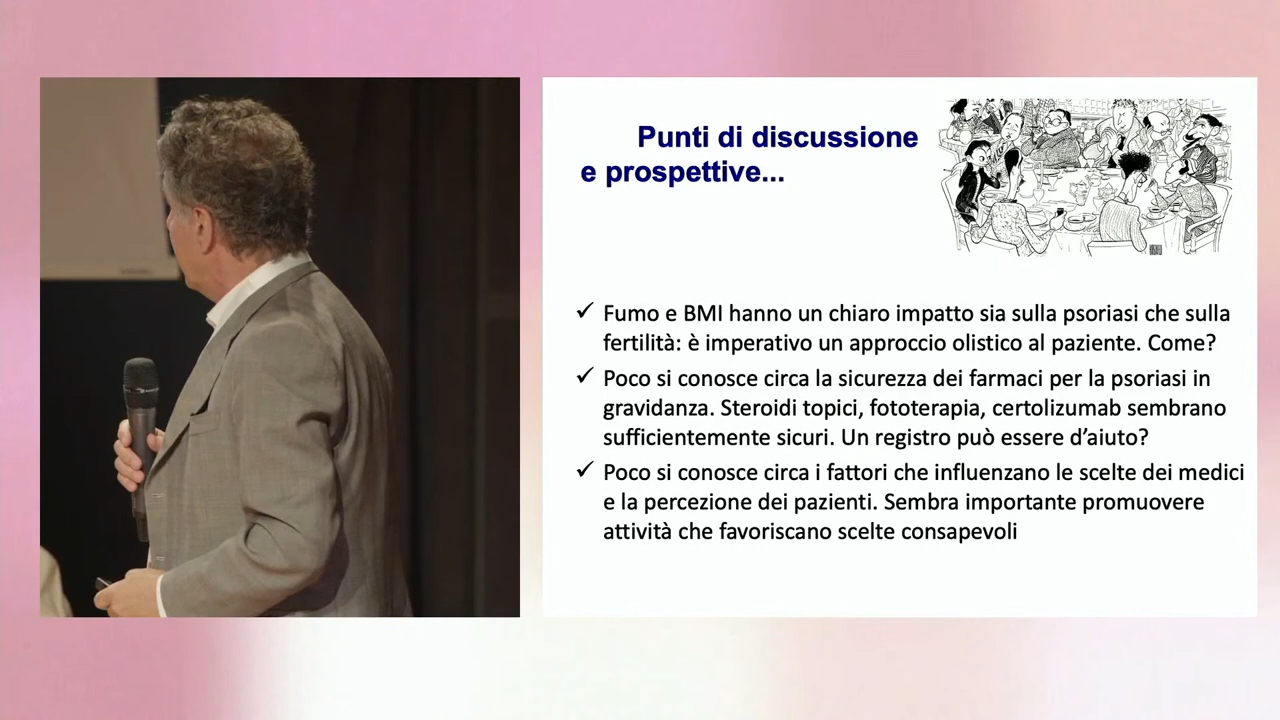 Punti di discussione
e prospettive...
✓ Fumo e BMI hanno un chiaro impatto sia sulla psoriasi che sulla
fertilità: è imperativo un approccio olistico al paziente. Come?
✓ Poco si conosce circa la sicurezza dei farmaci per la psoriasi in
gravidanza. Steroidi topici, fototerapia, certolizumab sembrano
sufficientemente sicuri. Un registro può essere d’aiuto?
✓ Poco si conosce circa i fattori che influenzano le scelte dei medici
e la percezione dei pazienti. Sembra importante promuovere
attività che favoriscano scelte consapevoli